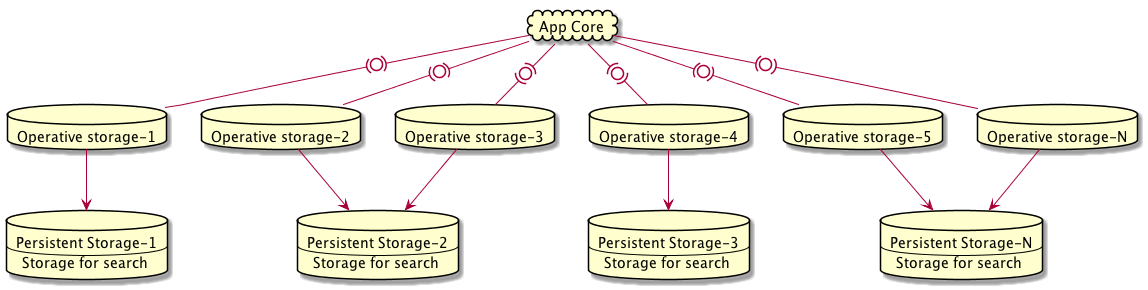 App Core
Operative storage-1
Operative storage-2
Operative storage-3
Operative storage-4
Operative storage-5
Operative storage-N
Persistent Storage-1
Storage for search
Persistent Storage-2
Storage for search
Persistent Storage-3
Storage for search
Persistent Storage-N
Storage for search